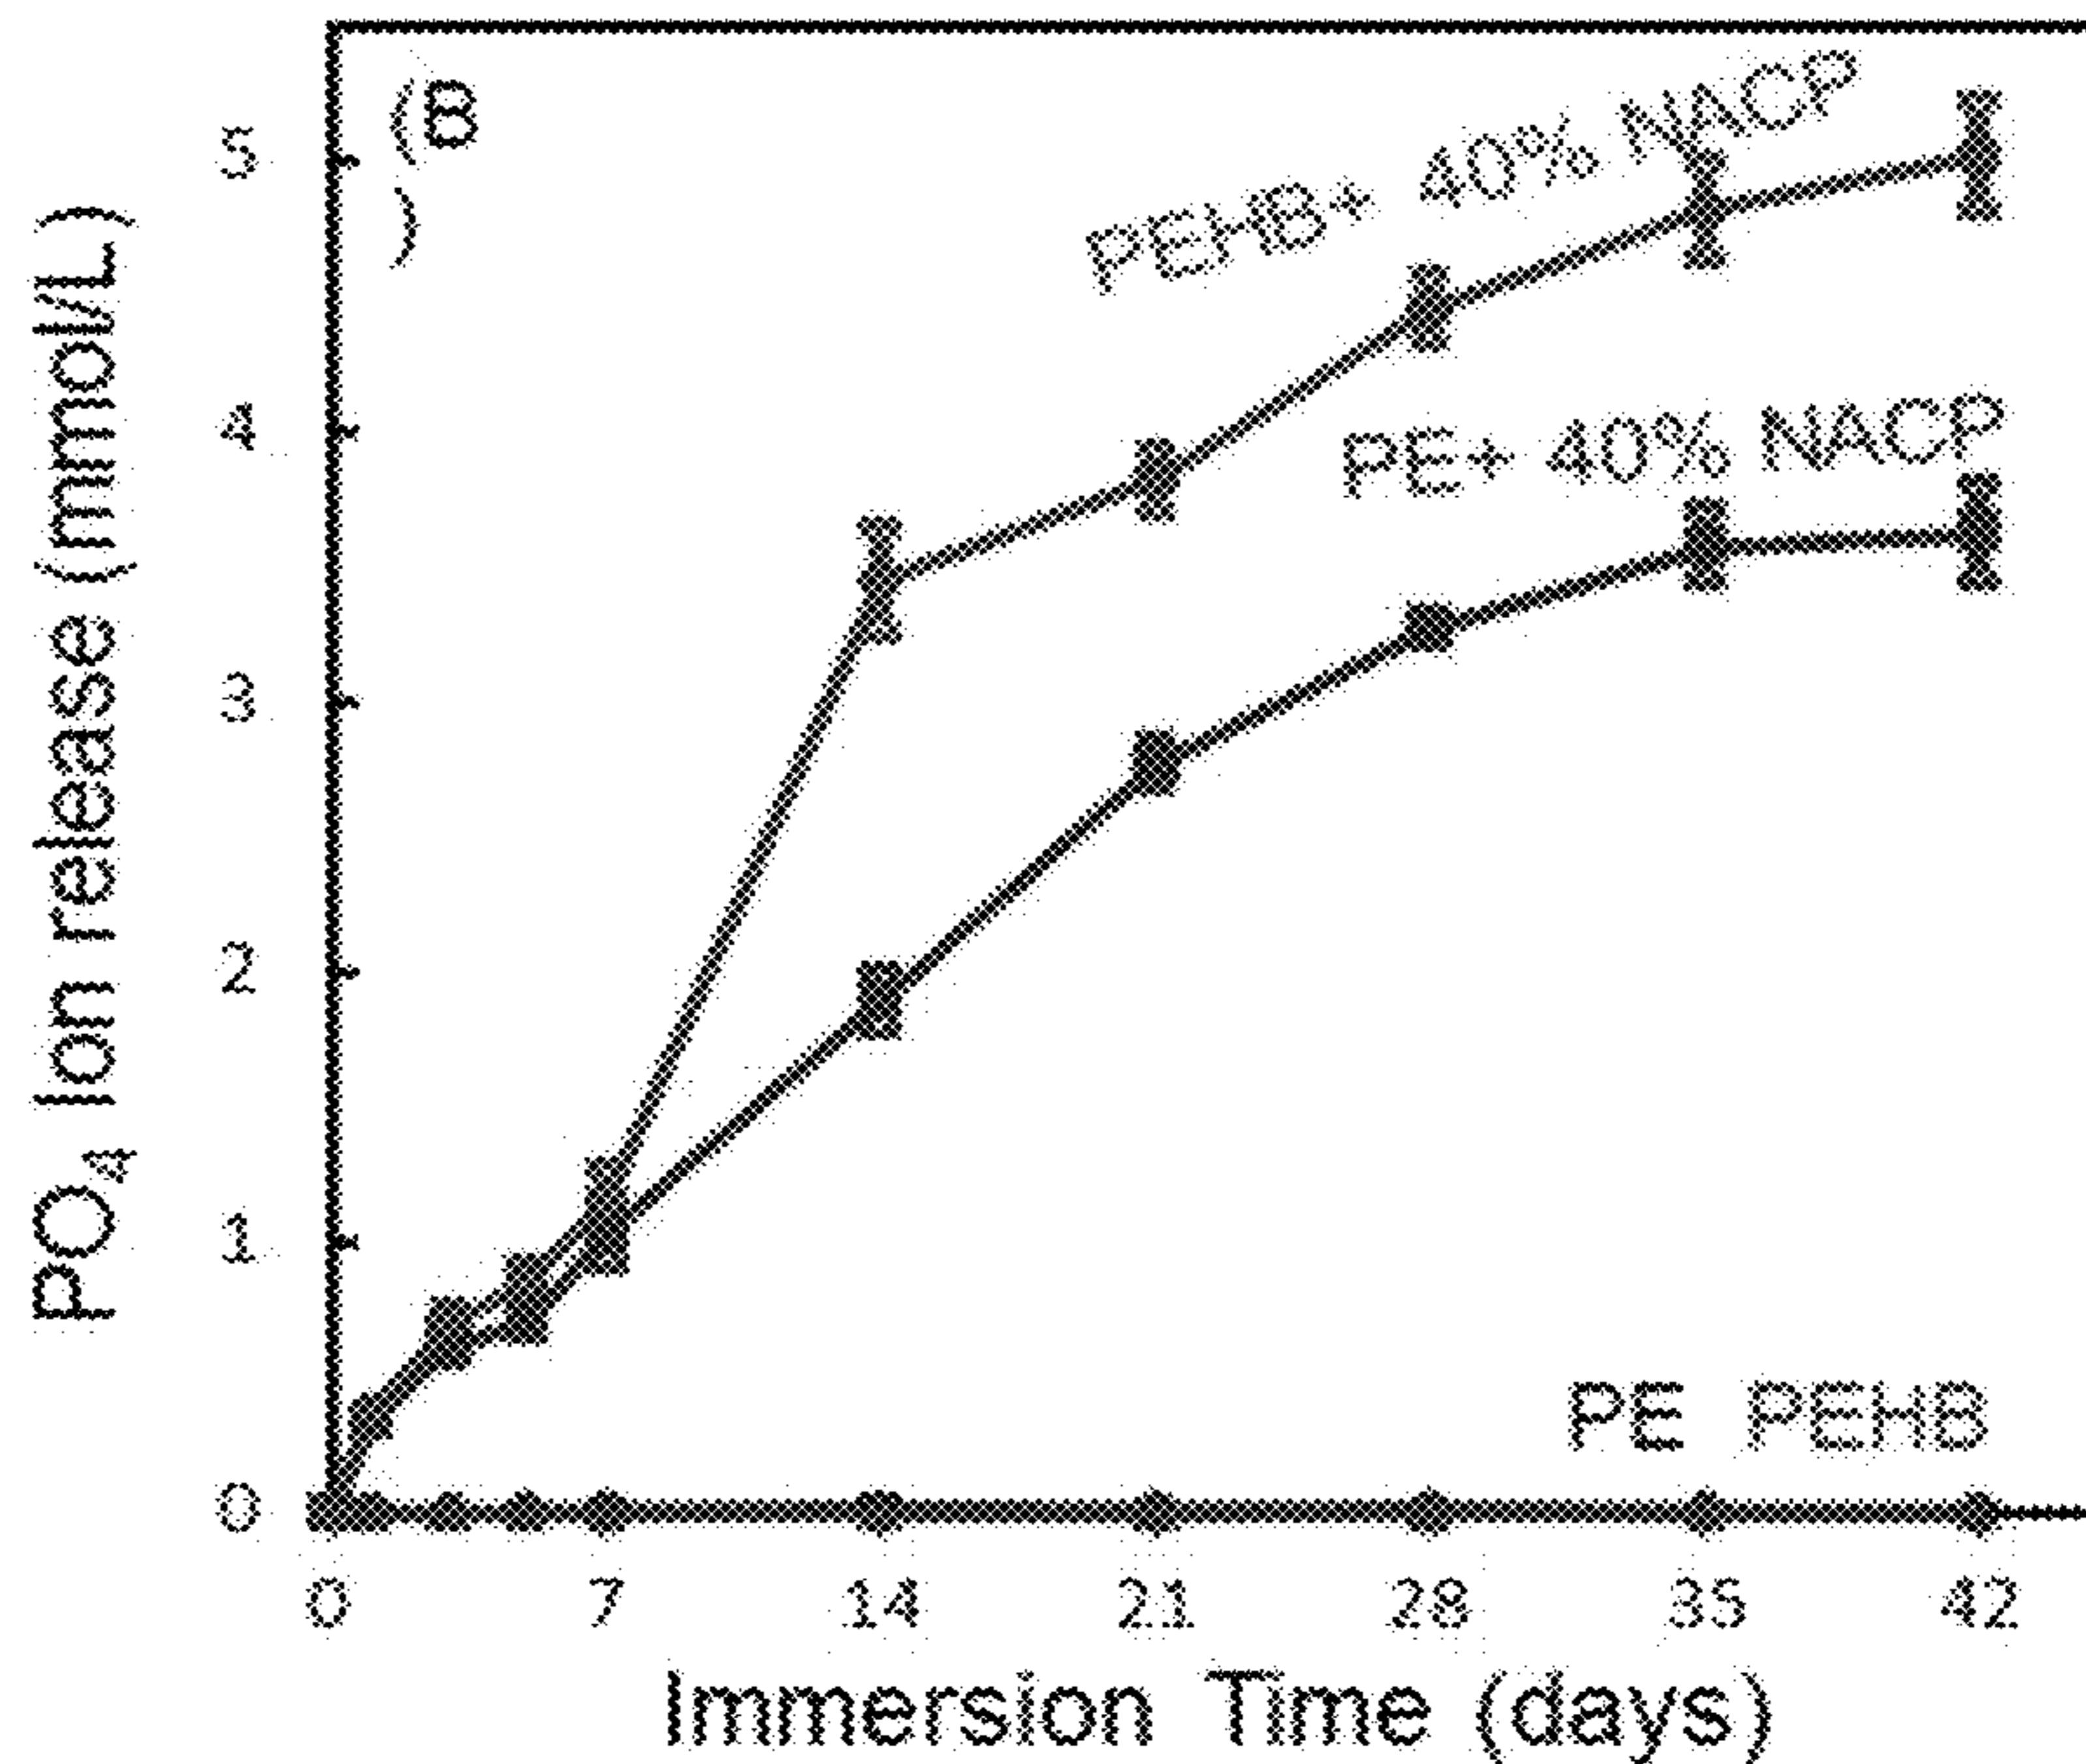 (B
)
PEHB+ 40% NACP
PE+ 40% NACP
PE PEHB
5
4
3
2
1
0
PO4 Ion release (mmol/L)
0 7 14 21 28 35 42
Immersion Time (days)